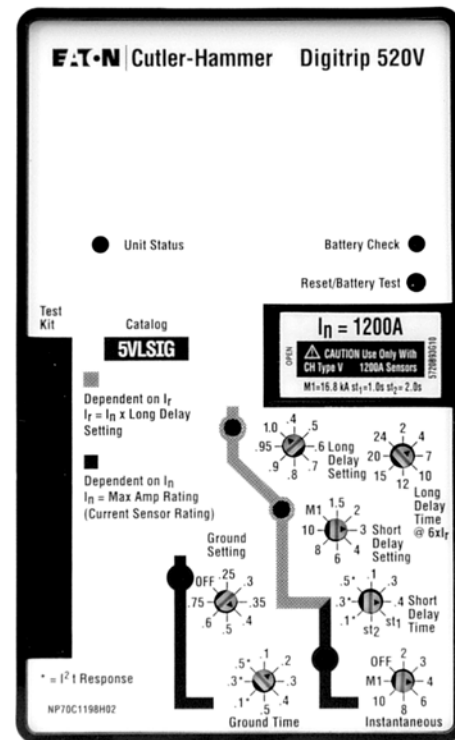 EATON Cutler-Hammer Digitrip 520V
Unit Status
Battery Check
Reset/Battery Test
Test
Kit
Catalog
5VLSIG
OPEN
In = 1200A
⚠ CAUTION Use Only With
CH Type V 1200A Sensors
M1=16.8 kA st1=1.0s st2=2.0s
5720B93G10
Dependent on Ir
Ir = In x Long Delay
Setting
Dependent on In
In = Max Amp Rating
(Current Sensor Rating)
1.0 .4 .5
.95 .6
.9 .8 .7
Long
Delay
Setting
24 2 4
20 7
15 12 10
Long
Delay
Time
@ 6xIr
M1 1.5 2
10 3
8 6 4
Short
Delay
Setting
Ground
Setting
OFF .25 .3
.75 .35
.6 .5 .4
.5* .1 .3
.3* .4
.1* st2 st1
Short
Delay
Time
* = I2t Response
NP70C1198H02
.5* .1 .2
.3* .3
.1* .5 .4
Ground Time
OFF 2 3
M1 4
10 8 6
Instantaneous